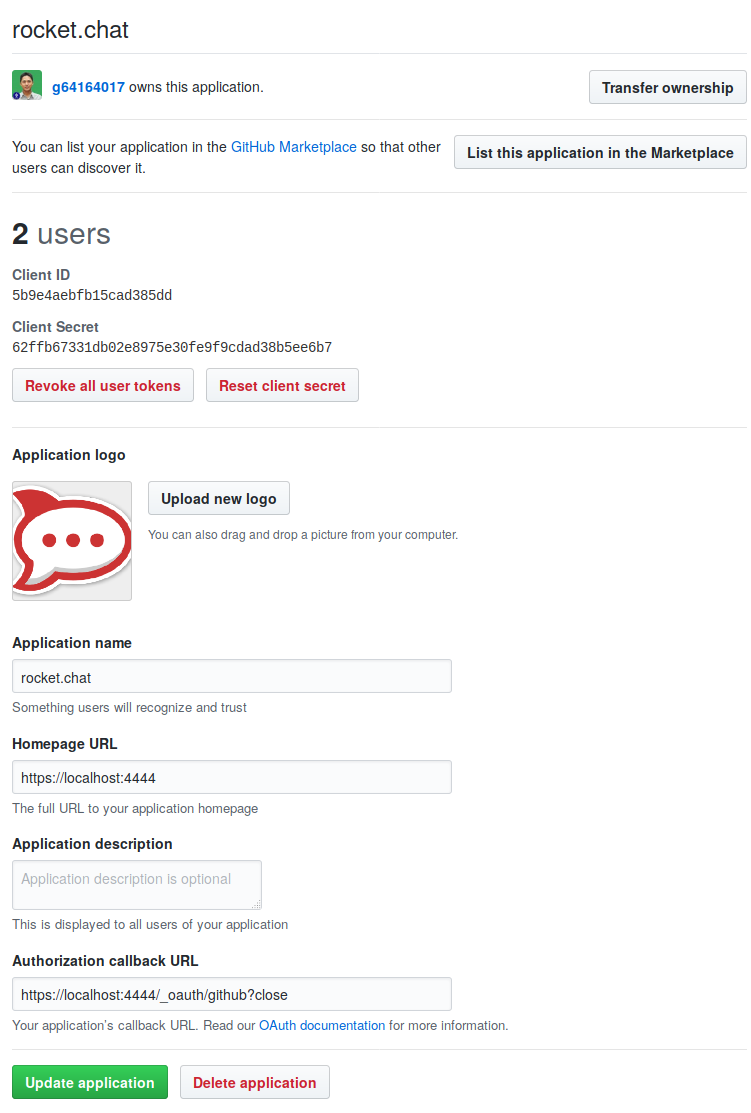 rocket.chat
g64164017 owns this application.
Transfer ownership
You can list your application in the GitHub Marketplace so that other
users can discover it.
List this application in the Marketplace
2 users
Client ID
5b9e4aebfb15cad385dd
Client Secret
62ffb67331db02e8975e30fe9f9cdad38b5ee6b7
Revoke all user tokens
Reset client secret
Application logo
Upload new logo
You can also drag and drop a picture from your computer.
Application name
rocket.chat
Something users will recognize and trust
Homepage URL
https://localhost:4444
The full URL to your application homepage
Application description
Application description is optional
This is displayed to all users of your application
Authorization callback URL
https://localhost:4444/_oauth/github?close
Your application's callback URL. Read our OAuth documentation for more information.
Update application
Delete application